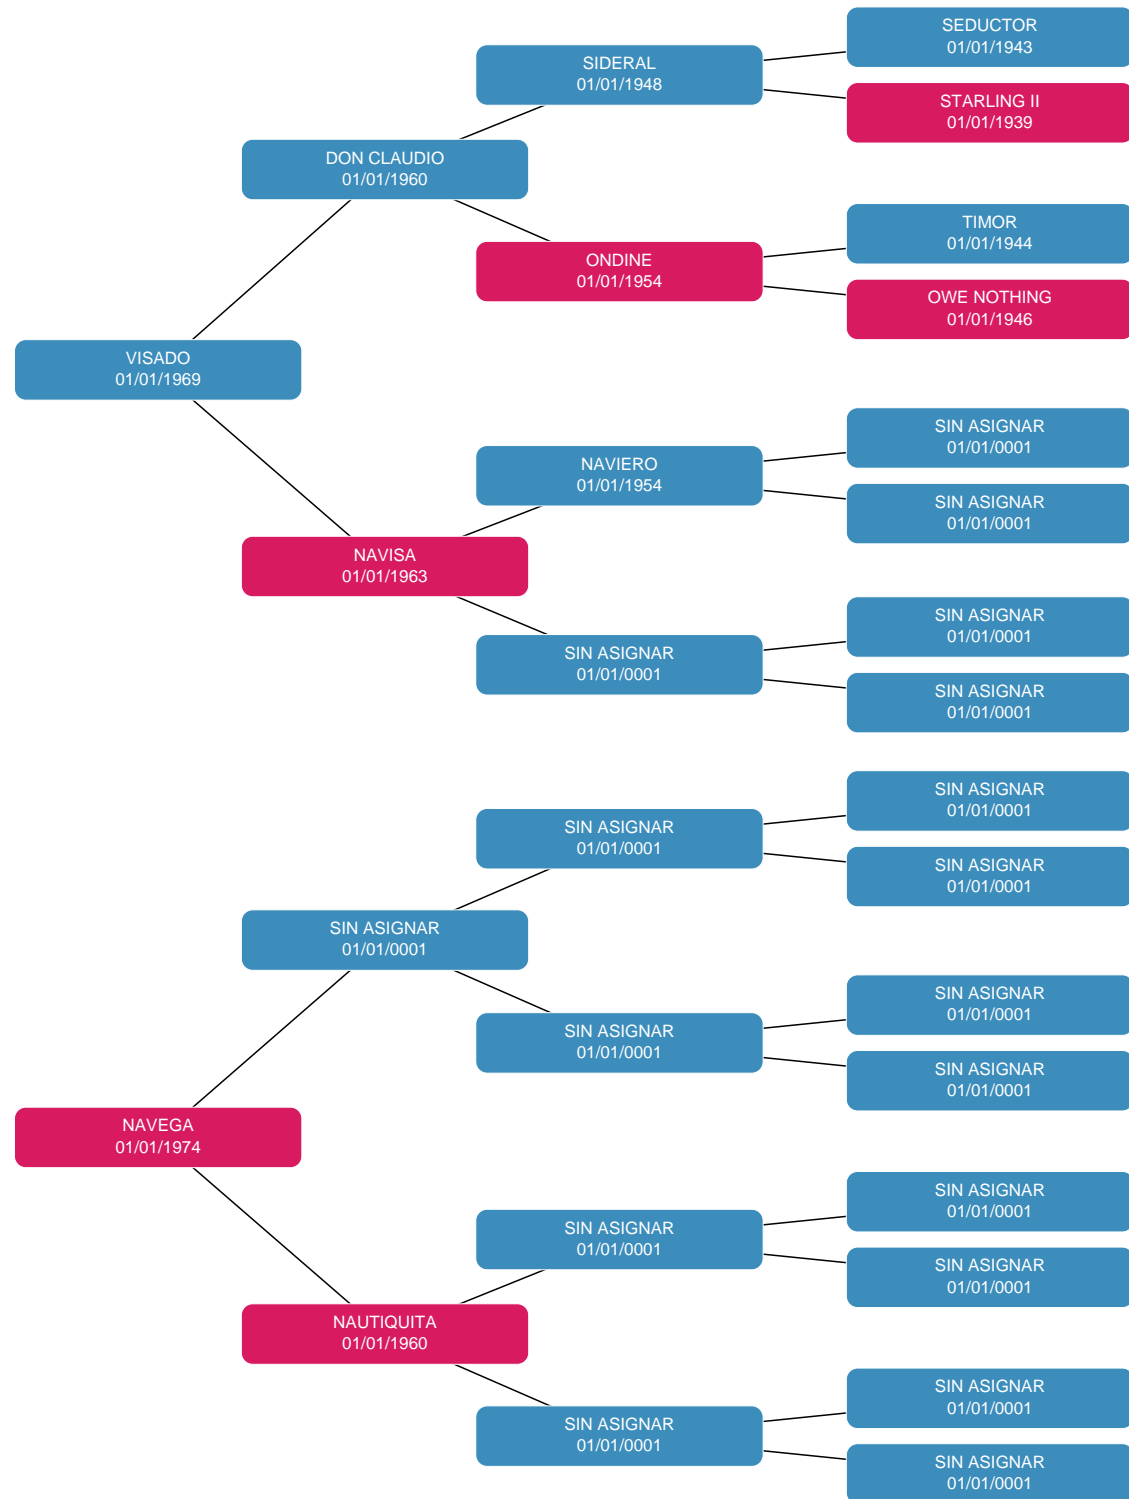 SEDUCTOR
01/01/1943
SIDERAL
01/01/1948
STARLING II
01/01/1939
DON CLAUDIO
01/01/1960
TIMOR
01/01/1944
ONDINE
01/01/1954
OWE NOTHING
01/01/1946
VISADO
01/01/1969
SIN ASIGNAR
01/01/0001
NAVIERO
01/01/1954
SIN ASIGNAR
01/01/0001
NAVISA
01/01/1963
SIN ASIGNAR
01/01/0001
SIN ASIGNAR
01/01/0001
SIN ASIGNAR
01/01/0001
SIN ASIGNAR
01/01/0001
SIN ASIGNAR
01/01/0001
SIN ASIGNAR
01/01/0001
SIN ASIGNAR
01/01/0001
SIN ASIGNAR
01/01/0001
SIN ASIGNAR
01/01/0001
SIN ASIGNAR
01/01/0001
NAVEGA
01/01/1974
SIN ASIGNAR
01/01/0001
SIN ASIGNAR
01/01/0001
SIN ASIGNAR
01/01/0001
NAUTIQUITA
01/01/1960
SIN ASIGNAR
01/01/0001
SIN ASIGNAR
01/01/0001
SIN ASIGNAR
01/01/0001